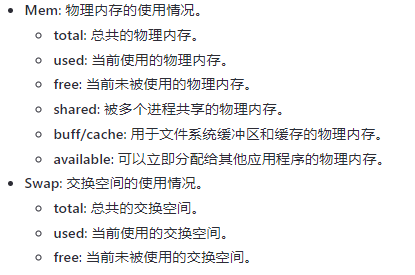 Mem: 物理内存的使用情况。
total: 总共的物理内存。
used: 当前使用的物理内存。
free: 当前未被使用的物理内存。
shared: 被多个进程共享的物理内存。
buff/cache: 用于文件系统缓冲区和缓存的物理内存。
available: 可以立即分配给其他应用程序的物理内存。
Swap: 交换空间的使用情况。
total: 总共的交换空间。
used: 当前使用的交换空间。
free: 当前未被使用的交换空间。